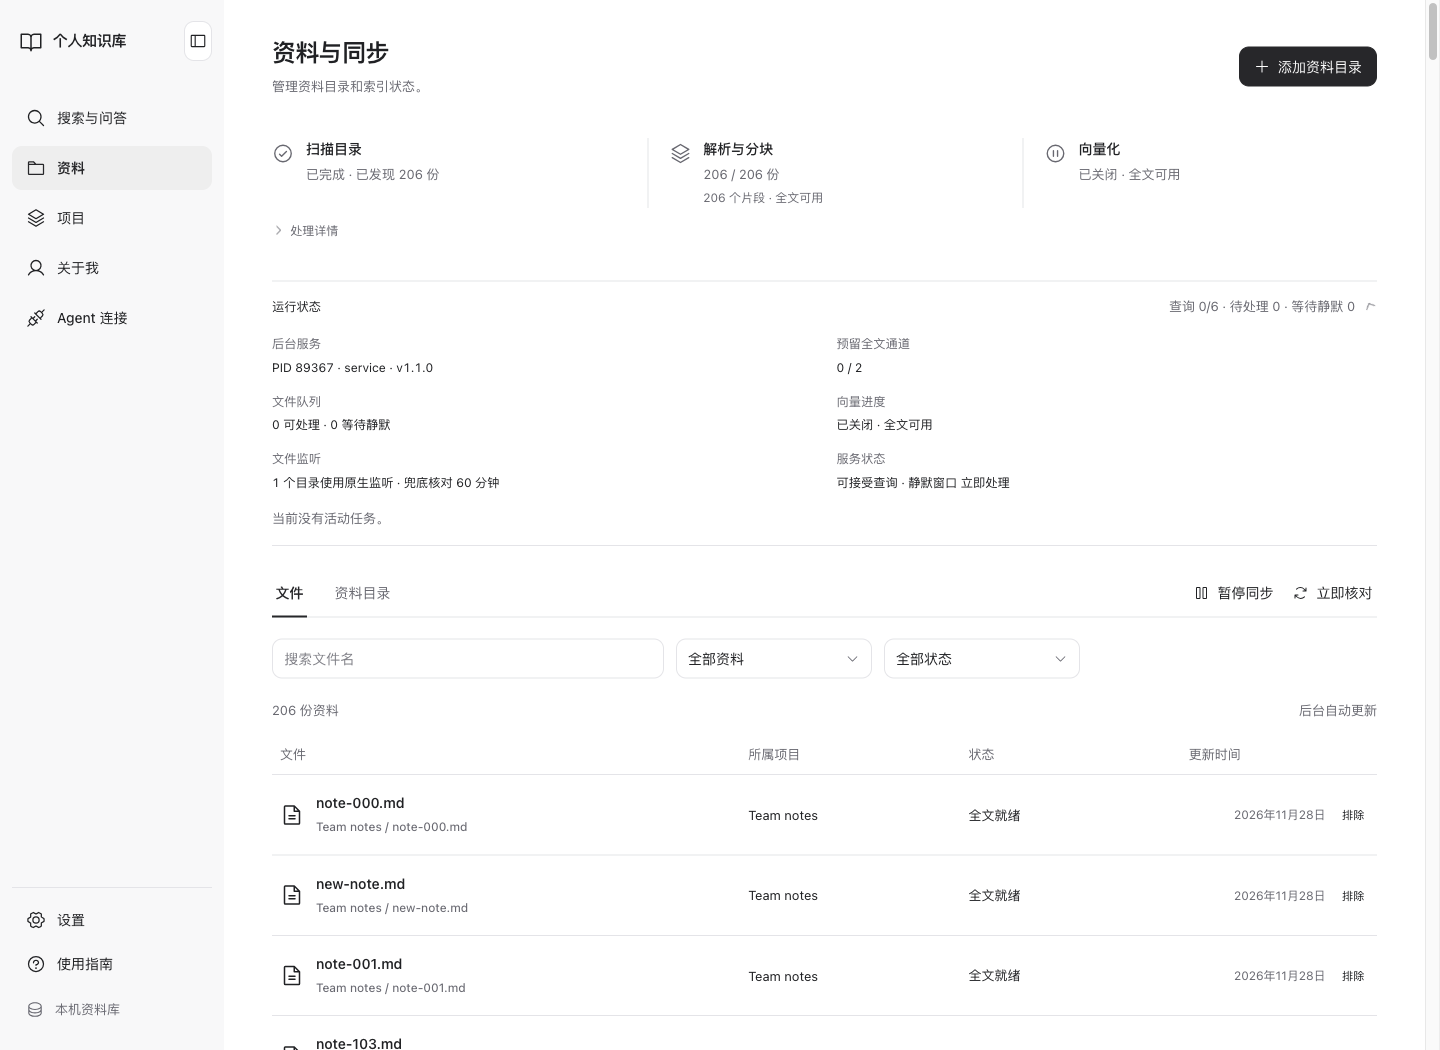 个人知识库
搜索与问答
资料
项目
关于我
Agent 连接
设置
使用指南
本机资料库
资料与同步
管理资料目录和索引状态。
添加资料目录
扫描目录
已完成 · 已发现 206 份
解析与分块
206 / 206 份
206 个片段 · 全文可用
向量化
已关闭 · 全文可用
处理详情
运行状态
查询 0/6 · 待处理 0 · 等待静默 0
后台服务
PID 89367 · service · v1.1.0
预留全文通道
0 / 2
文件队列
0 可处理 · 0 等待静默
向量进度
已关闭 · 全文可用
文件监听
1 个目录使用原生监听 · 兜底核对 60 分钟
服务状态
可接受查询 · 静默窗口 立即处理
当前没有活动任务。
文件
资料目录
暂停同步
立即核对
搜索文件名
全部资料
全部状态
206 份资料
后台自动更新
文件 所属项目 状态 更新时间
note-000.md
Team notes / note-000.md
Team notes
全文就绪
2026年11月28日
排除
new-note.md
Team notes / new-note.md
Team notes
全文就绪
2026年11月28日
排除
note-001.md
Team notes / note-001.md
Team notes
全文就绪
2026年11月28日
排除
note-103.md